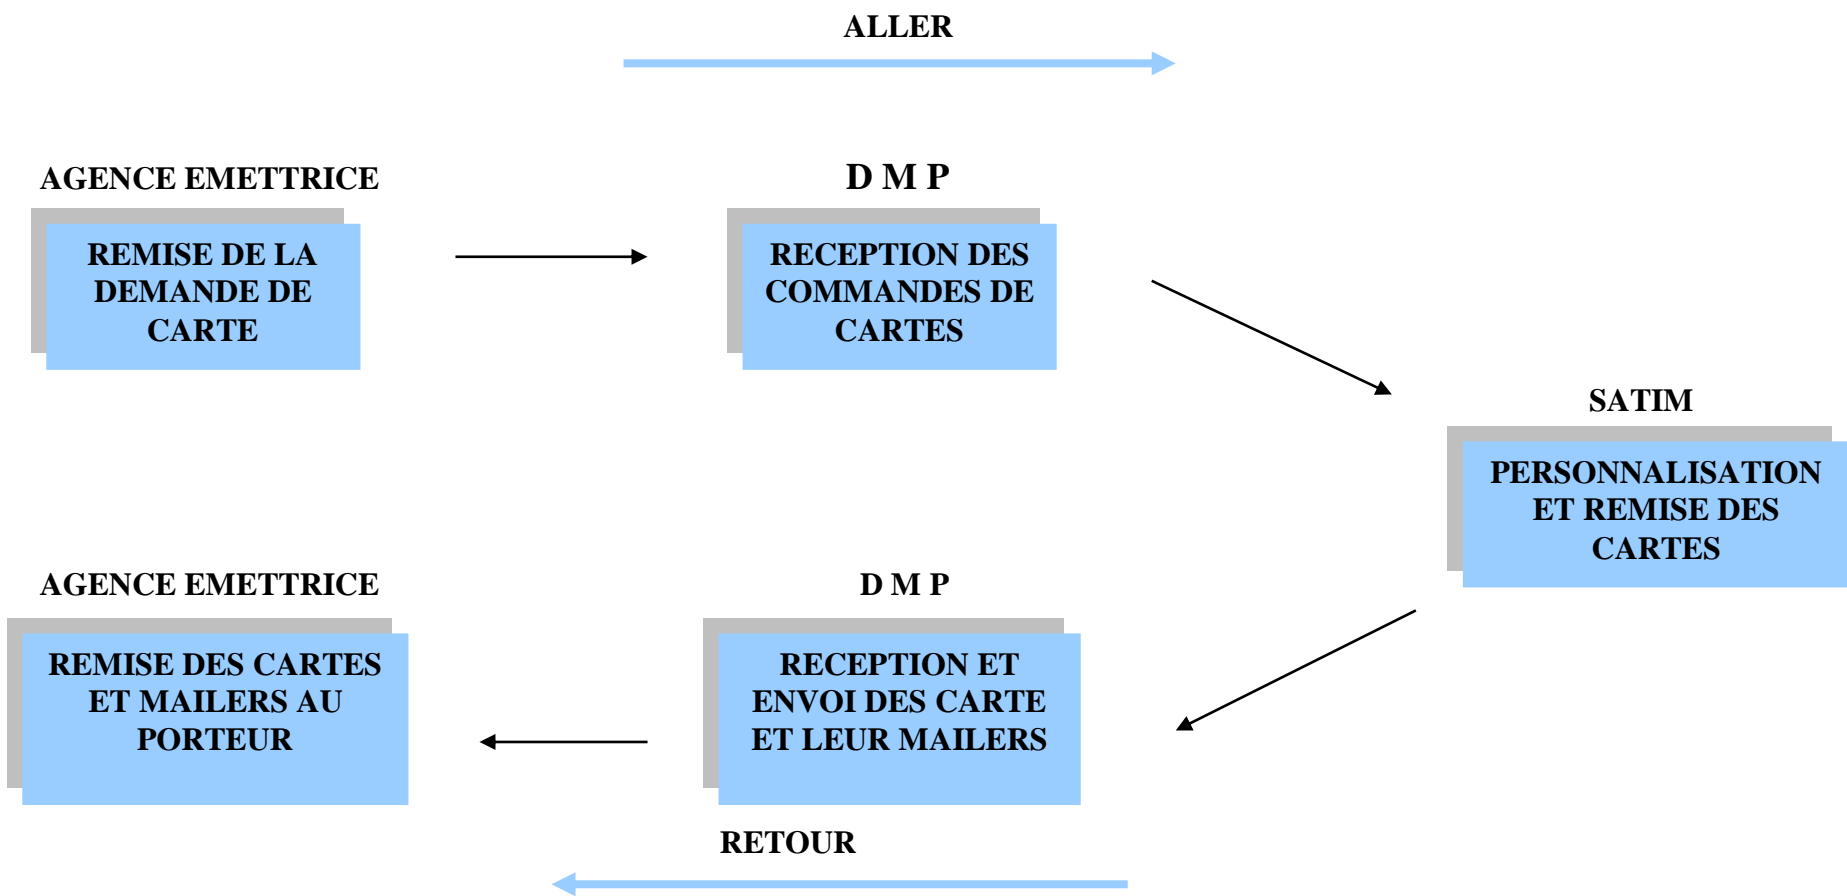 ALLER
AGENCE EMETTRICE
D M P
REMISE DE LA
DEMANDE DE
CARTE
RECEPTION DES
COMMANDES DE
CARTES
SATIM
PERSONNALISATION
ET REMISE DES
CARTES
AGENCE EMETTRICE
D M P
REMISE DES CARTES
ET MAILERS AU
PORTEUR
RECEPTION ET
ENVOI DES CARTE
ET LEUR MAILERS
RETOUR